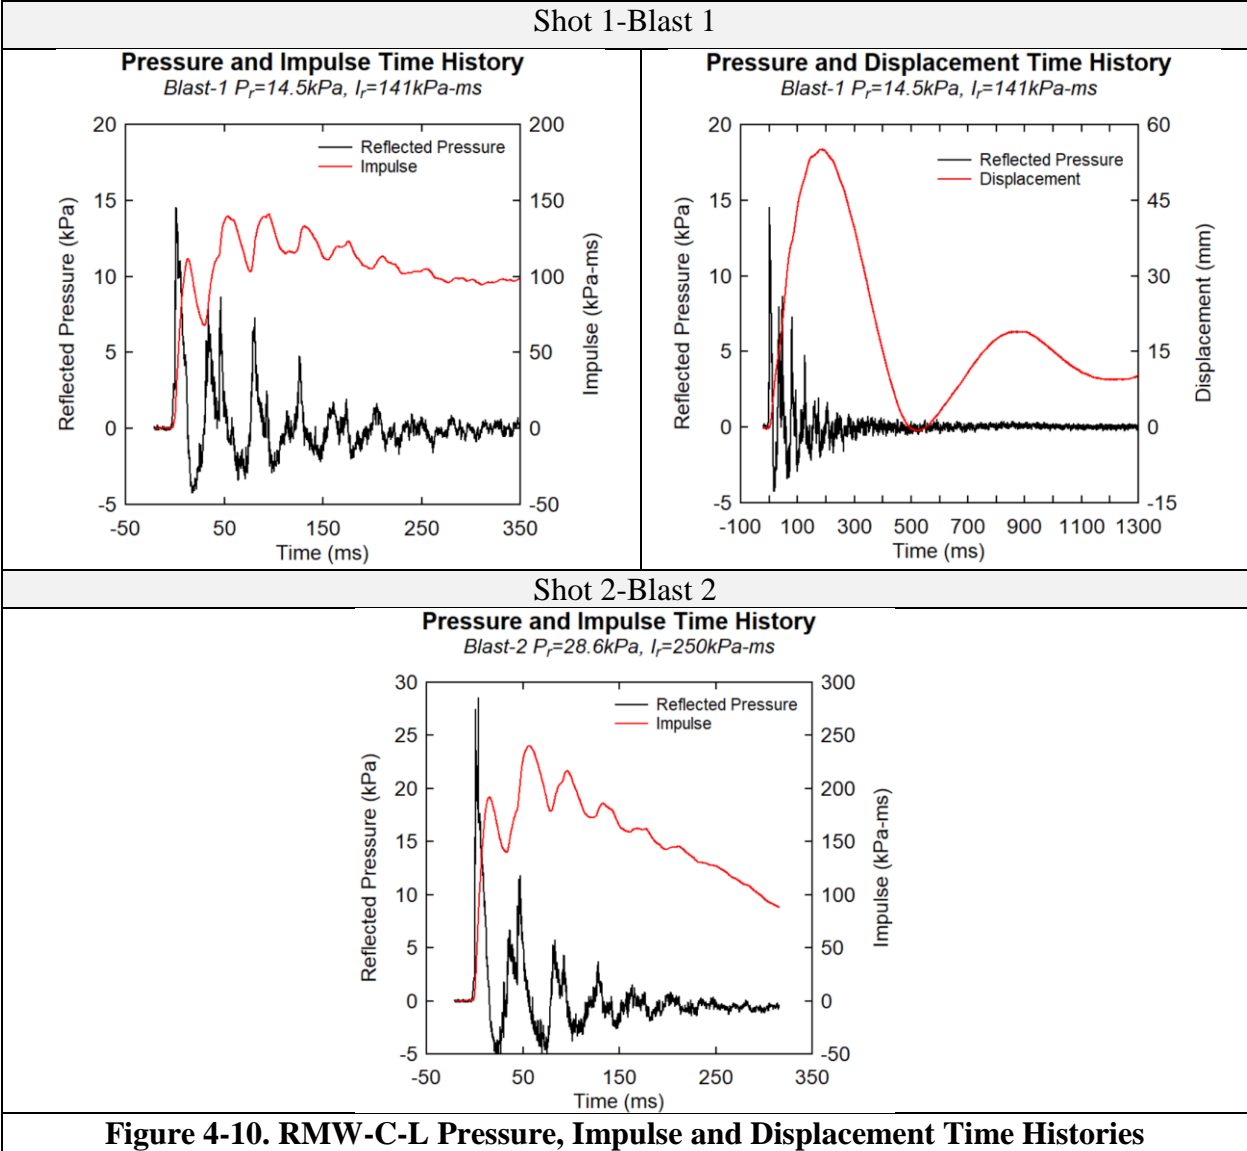 Shot 1-Blast 1
Pressure and Impulse Time History
Blast-1 Pr=14.5kPa, Ir=141kPa-ms
20
15
10
5
0
-5
Reflected Pressure (kPa)
200
150
100
50
0
-50
Impulse (kPa-ms)
Reflected Pressure
Impulse
-50 50 150 250 350
Time (ms)
Pressure and Displacement Time History
Blast-1 Pr=14.5kPa, Ir=141kPa-ms
20
15
10
5
0
-5
Reflected Pressure (kPa)
60
45
30
15
0
-15
Displacement (mm)
Reflected Pressure
Displacement
-100 100 300 500 700 900 1100 1300
Time (ms)
Shot 2-Blast 2
Pressure and Impulse Time History
Blast-2 Pr=28.6kPa, Ir=250kPa-ms
30
25
20
15
10
5
0
-5
Reflected Pressure (kPa)
300
250
200
150
100
50
0
-50
Impulse (kPa-ms)
Reflected Pressure
Impulse
-50 50 150 250 350
Time (ms)
Figure 4-10. RMW-C-L Pressure, Impulse and Displacement Time Histories